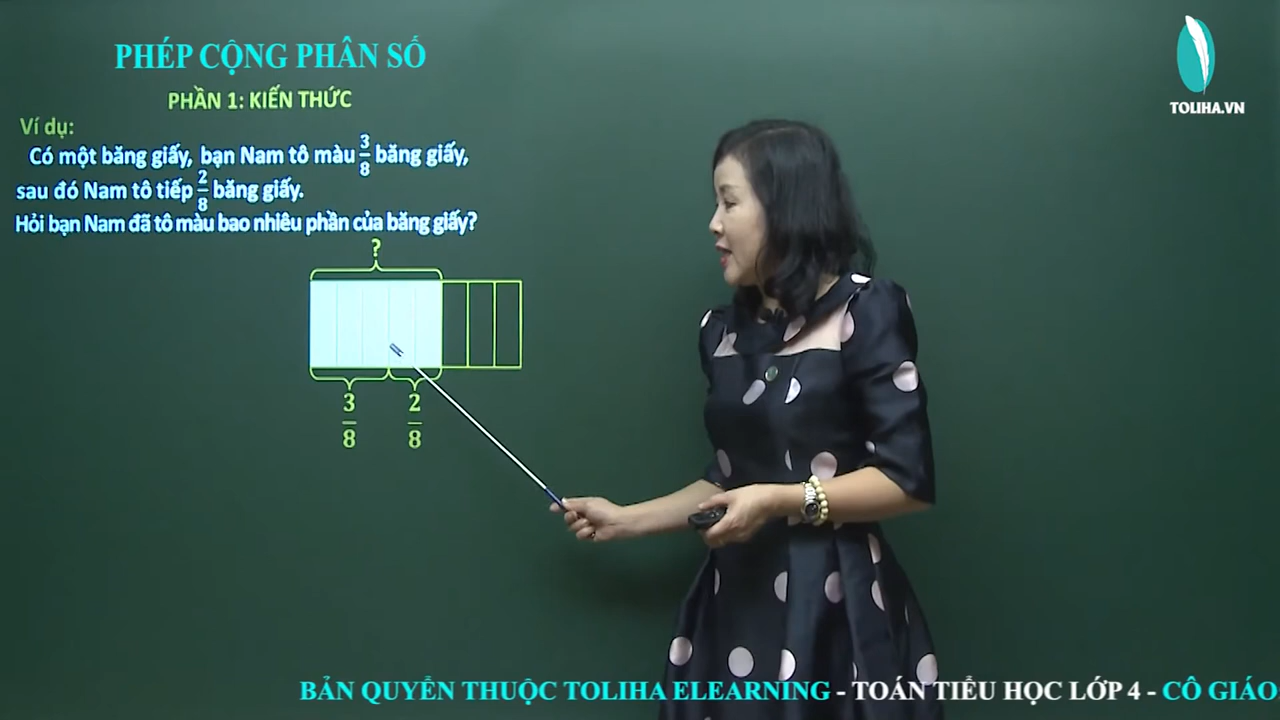 PHÉP CỘNG PHÂN SỐ
TOLIHA.VN
PHẦN 1: KIẾN THỨC
Ví dụ:
Có một băng giấy, bạn Nam tô màu 3/8 băng giấy,
sau đó Nam tô tiếp 2/8 băng giấy.
Hỏi bạn Nam đã tô màu bao nhiêu phần của băng giấy?
?
3/8 2/8
BẢN QUYỀN THUỘC TOLIHA ELEARNING - TOÁN TIỂU HỌC LỚP 4 - CÔ GIÁO